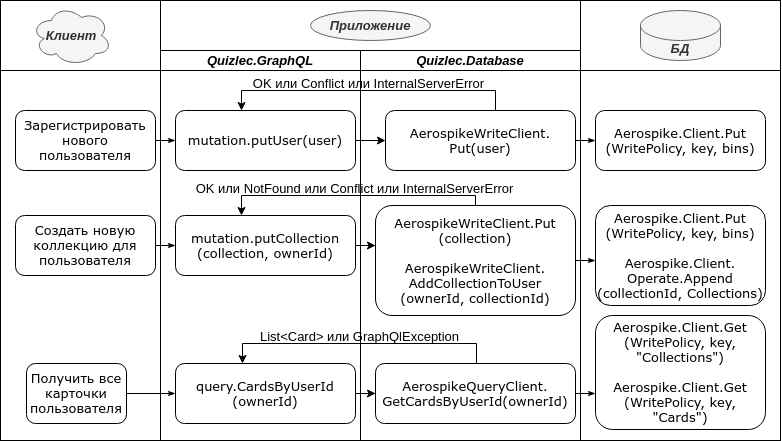 Клиент
Приложение
БД
Quizlec.GraphQL
Quizlec.Database
OK или Conflict или InternalServerError
Зарегистрировать
нового
пользователя
mutation.putUser(user)
AerospikeWriteClient.
Put(user)
Aerospike.Client.Put
(WritePolicy, key, bins)
OK или NotFound или Conflict или InternalServerError
Создать новую
коллекцию для
пользователя
mutation.putCollection
(collection, ownerId)
AerospikeWriteClient.Put
(collection)
AerospikeWriteClient.
AddCollectionToUser
(ownerId, collectionId)
Aerospike.Client.Put
(WritePolicy, key, bins)
Aerospike.Client.
Operate.Append
(collectionId, Collections)
List<Card> или GraphQlException
Получить все
карточки
пользователя
query.CardsByUserId
(ownerId)
AerospikeQueryClient.
GetCardsByUserId(ownerId)
Aerospike.Client.Get
(WritePolicy, key,
"Collections")
Aerospike.Client.Get
(WritePolicy, key,
"Cards")